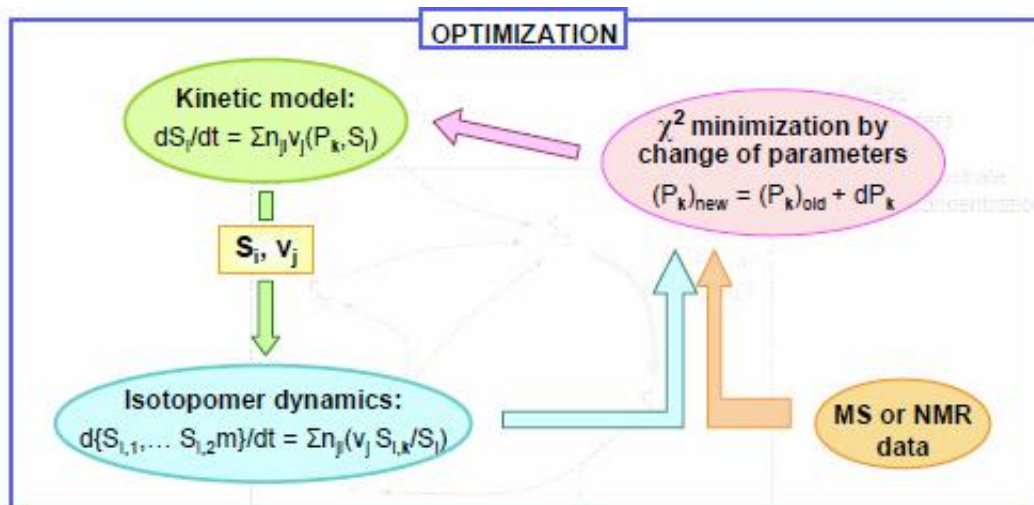 OPTIMIZATION
Kinetic model:
dSᵢ/dt = Σnⱼᵢvⱼ(Pₖ,Sᵢ)
Sᵢ, vⱼ
Isotopomer dynamics:
d{Sᵢ,₁,... Sᵢ,₂m}/dt = Σnⱼᵢ(vⱼ Sᵢ,ₖ/Sᵢ)
χ² minimization by
change of parameters
(Pₖ)new = (Pₖ)old + dPₖ
MS or NMR
data